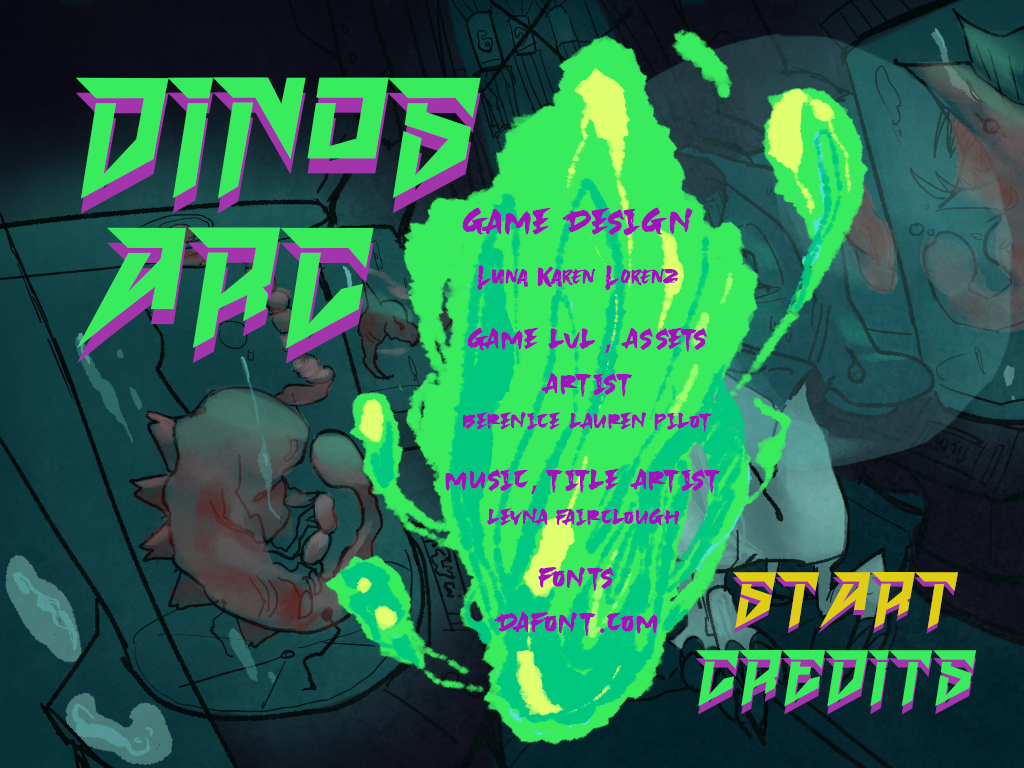 DINOS
ARC
GAME DESIGN
LUNA KAREN LORENZ
GAME LVL , ASSETS
ARTIST
BERENICE LAUREN PILOT
MUSIC, TITLE ARTIST
LEVNA FAIRCLOUGH
FONTS
DAFONT.COM
START
CREDITS